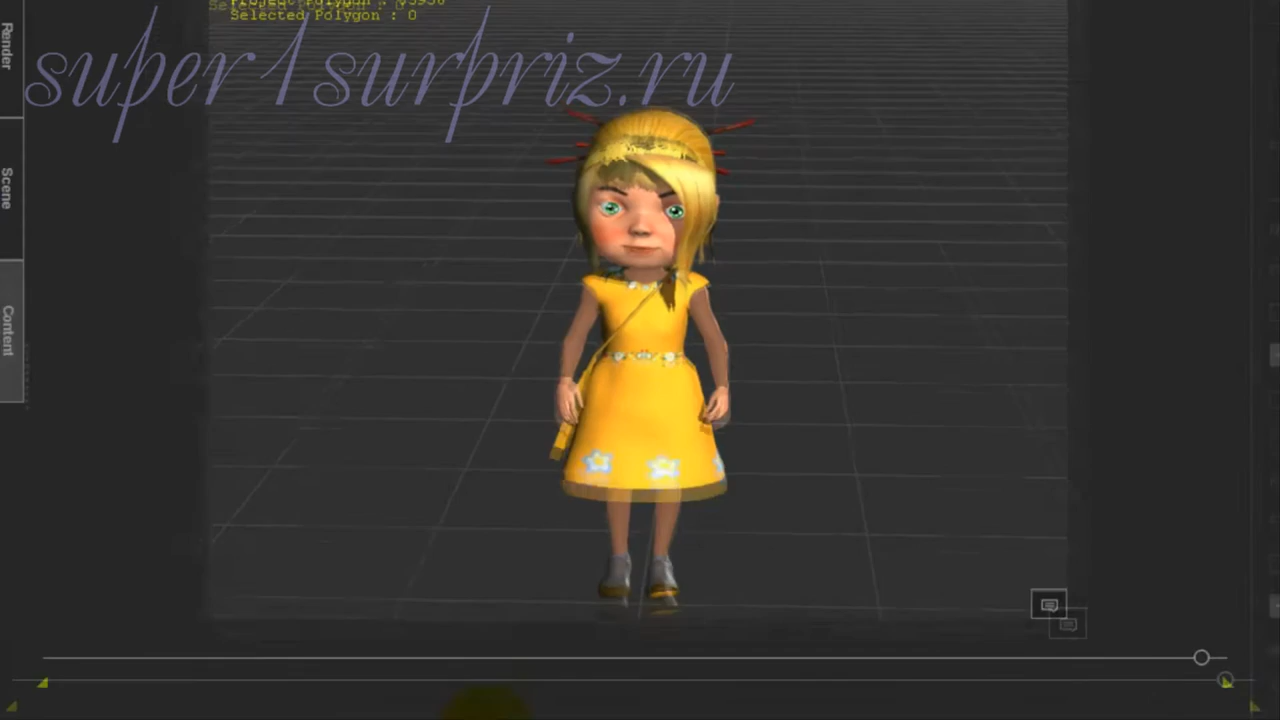 Selected Polygon : 0
super1surpriz.ru
Render
Scene
Content